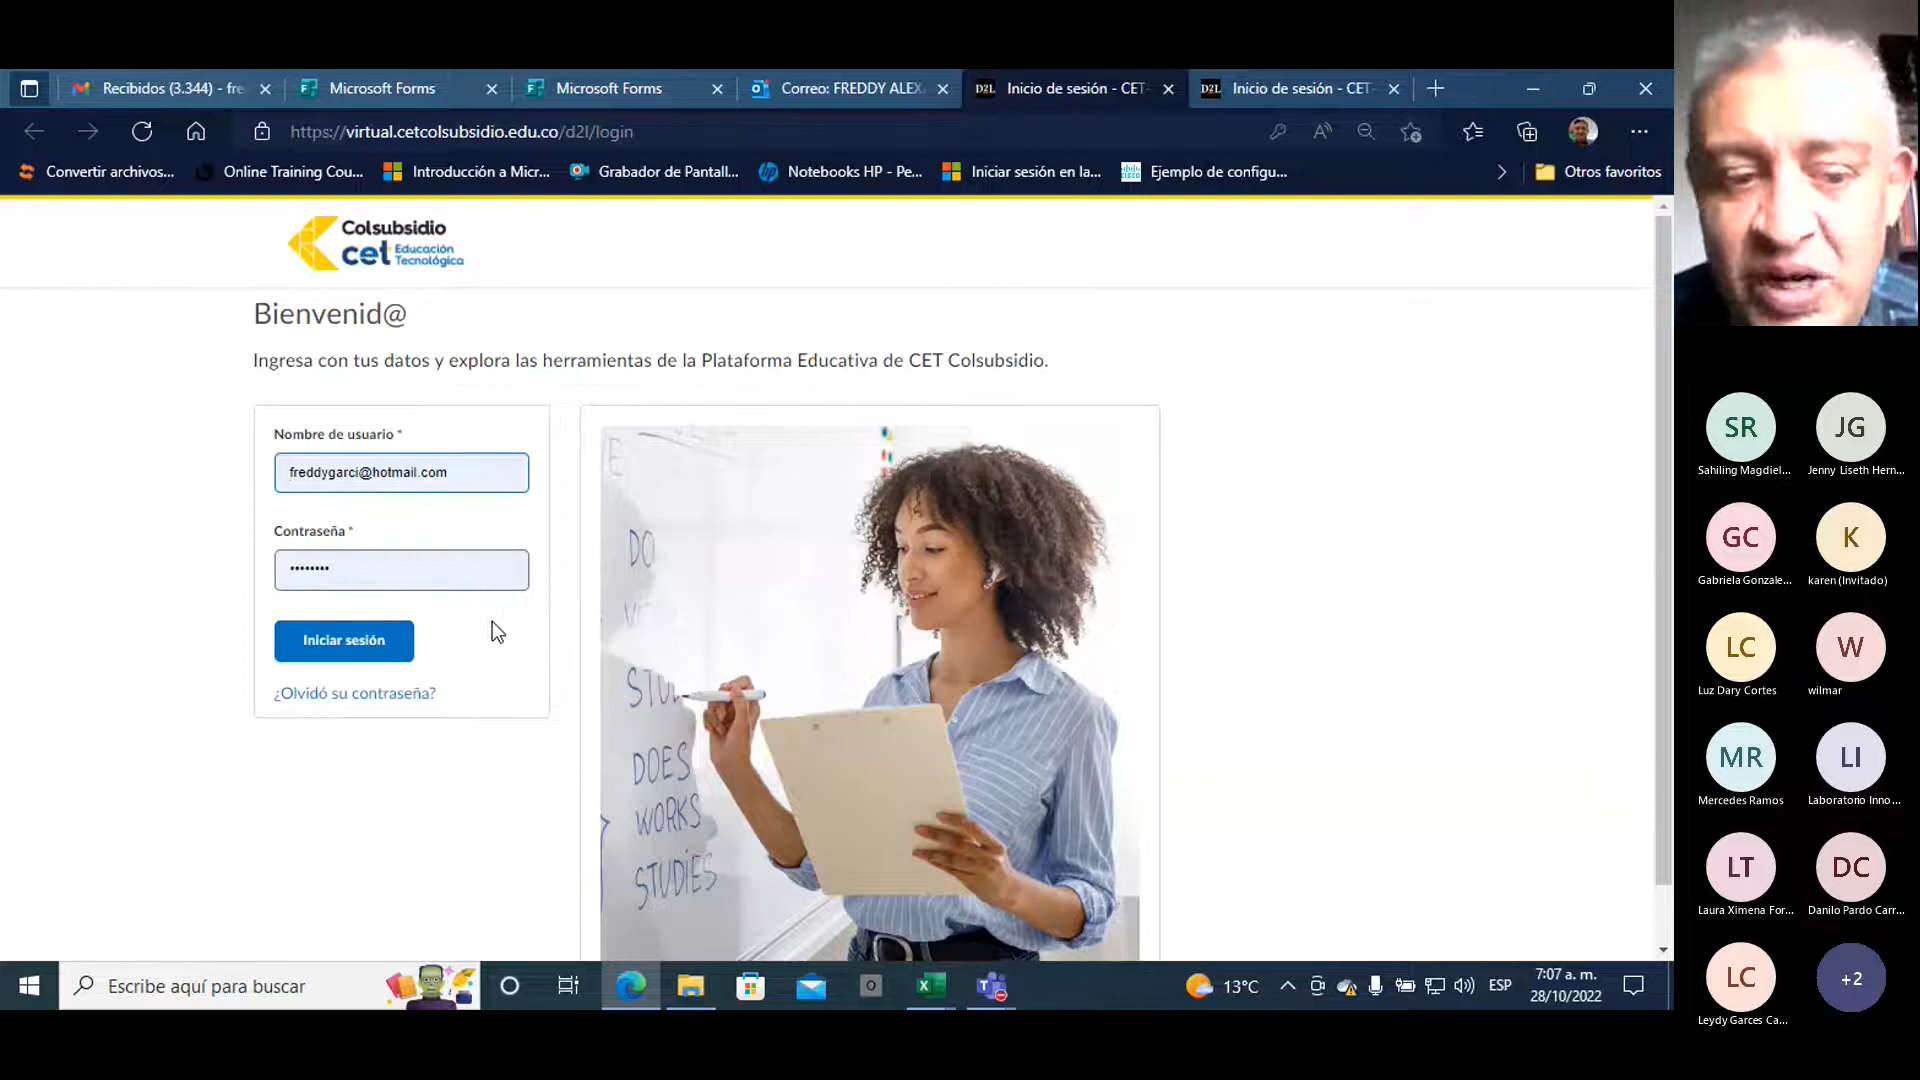 Recibidos (3.344) - fre
Microsoft Forms
Microsoft Forms
Correo: FREDDY ALEX
D2L Inicio de sesión - CET-
D2L Inicio de sesión - CET-
https://virtual.cetcolsubsidio.edu.co/d2l/login
Convertir archivos...
Online Training Cou...
Introducción a Micr...
Grabador de Pantall...
Notebooks HP - Pe...
Iniciar sesión en la...
Ejemplo de configu...
Otros favoritos
Colsubsidio
cet Educación
Tecnológica
Bienvenid@
Ingresa con tus datos y explora las herramientas de la Plataforma Educativa de CET Colsubsidio.
Nombre de usuario *
freddygarci@hotmail.com
Contraseña *
••••••••
Iniciar sesión
¿Olvidó su contraseña?
E
DO
STU
DOES
WORKS
STUDIES
SR
Sahiling Magdiel...
JG
Jenny Liseth Hern...
GC
Gabriela Gonzale...
K
karen (Invitado)
LC
Luz Dary Cortes
W
wilmar
MR
Mercedes Ramos
LI
Laboratorio Inno...
LT
Laura Ximena For...
DC
Danilo Pardo Carr...
LC
Leydy Garces Ca...
+2
Escribe aquí para buscar
13°C
ESP
7:07 a. m.
28/10/2022